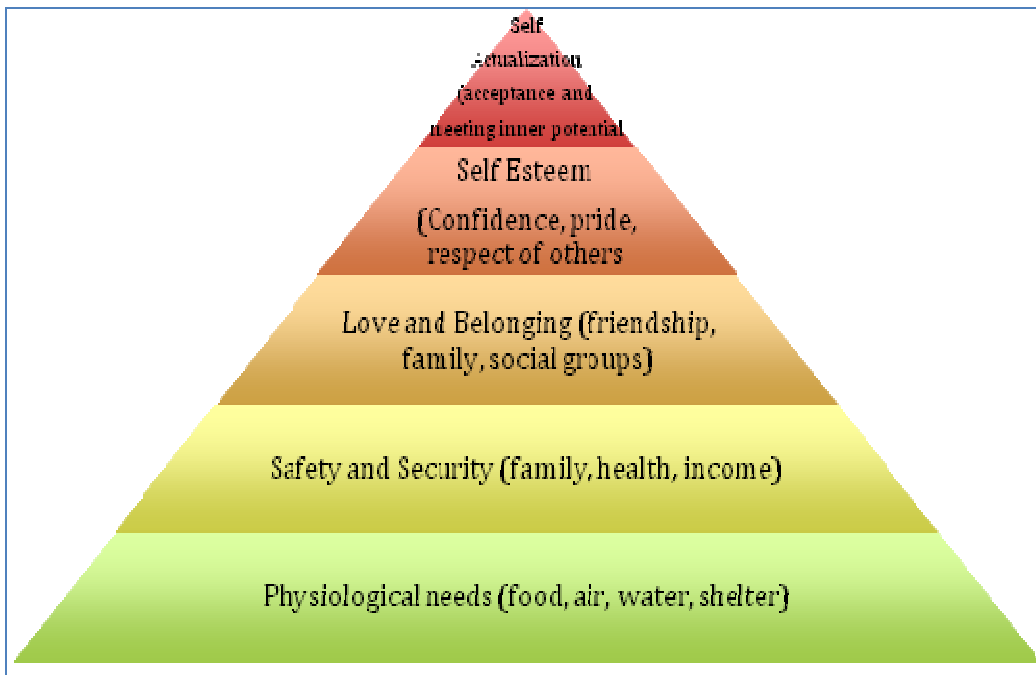 Self
Actualization
(acceptance and
meeting inner potential
Self Esteem
(Confidence, pride,
respect of others
Love and Belonging (friendship,
family, social groups)
Safety and Security (family, health, income)
Physiological needs (food, air, water, shelter)